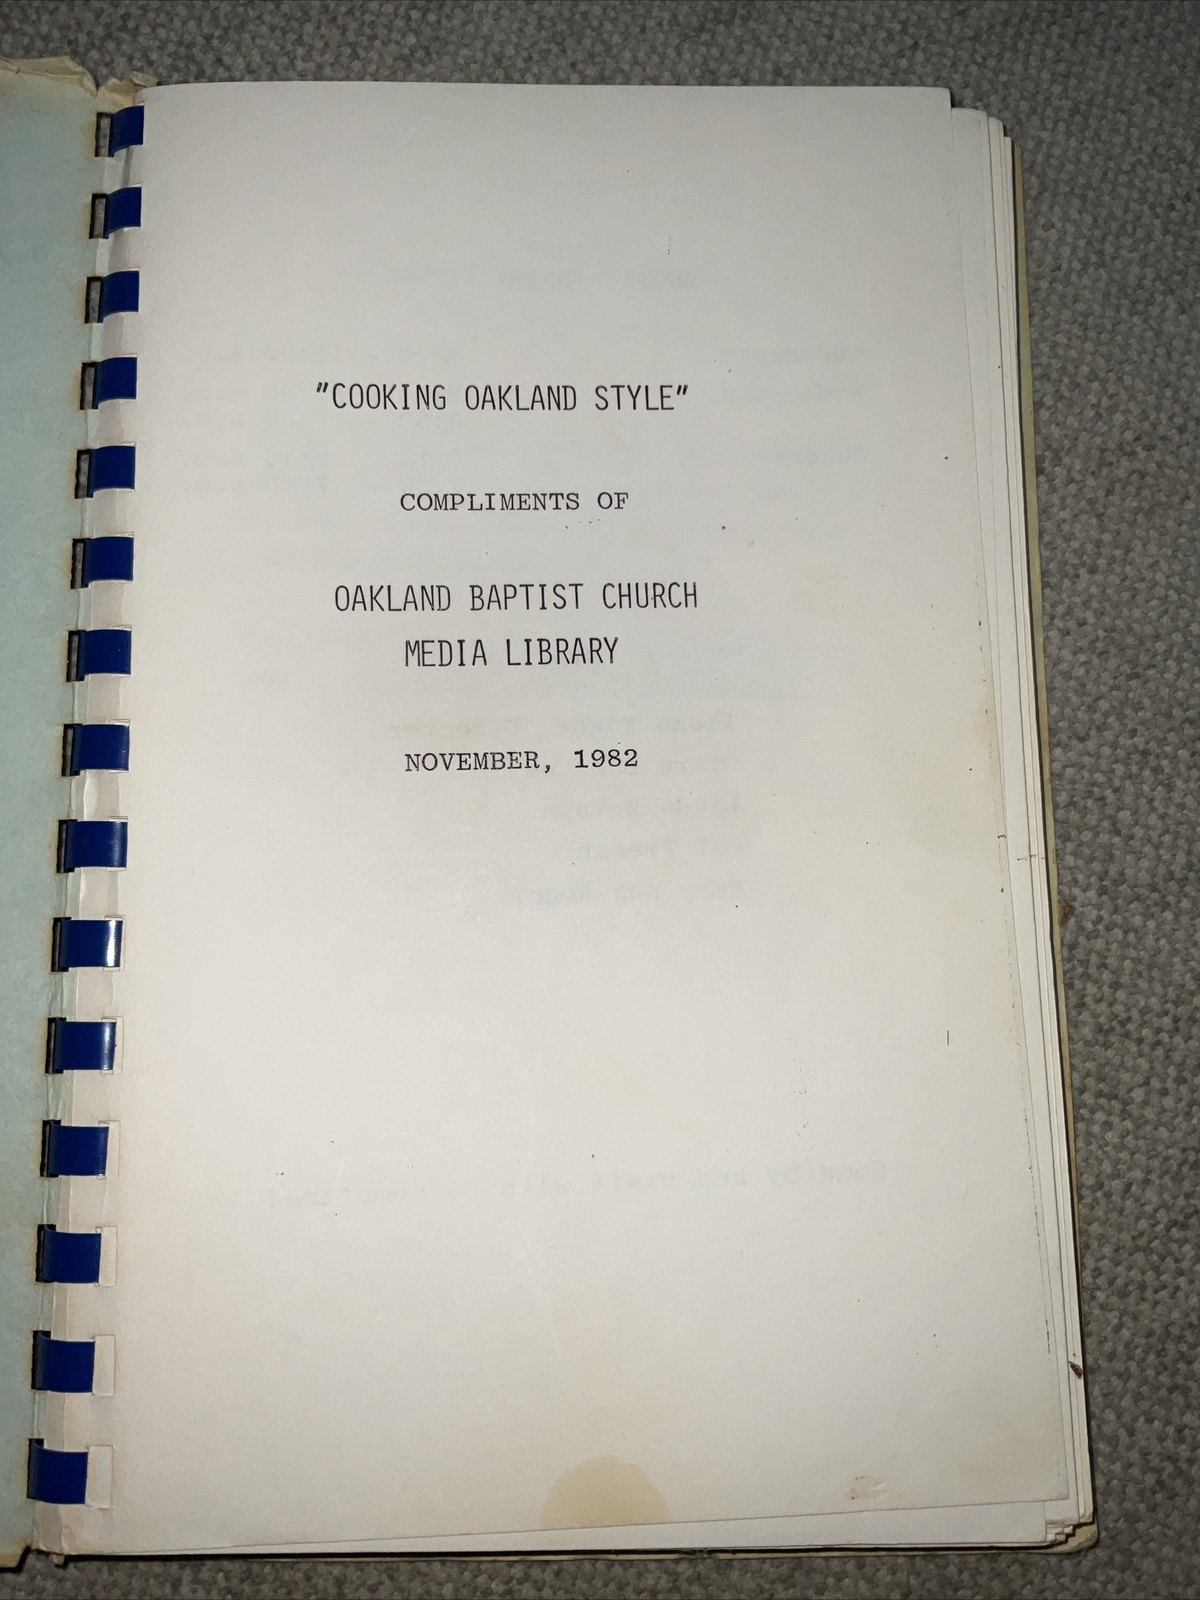 "COOKING OAKLAND STYLE"
COMPLIMENTS OF
OAKLAND BAPTIST CHURCH
MEDIA LIBRARY
NOVEMBER, 1982